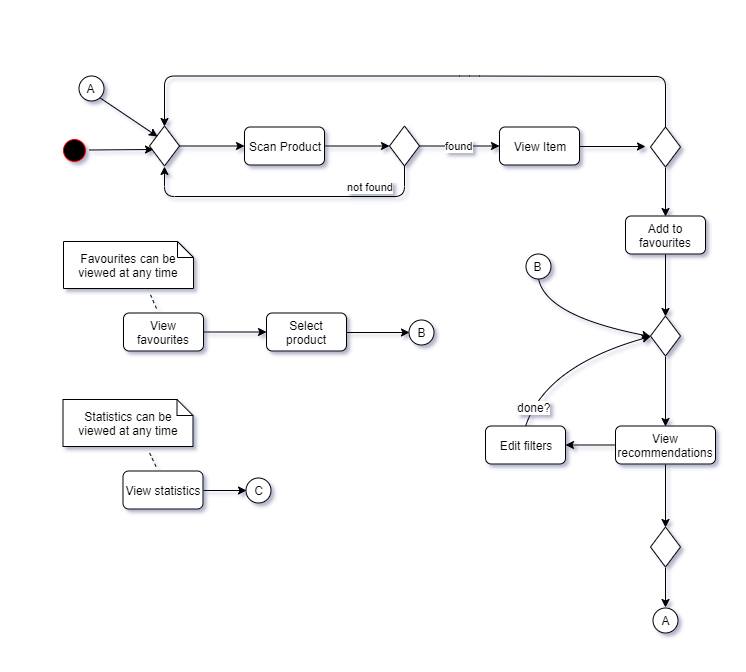 A
Scan Product
found
View Item
not found
Add to
favourites
Favourites can be
viewed at any time
B
View
favourites
Select
product
B
Statistics can be
viewed at any time
done?
Edit filters
View
recommendations
View statistics
C
A